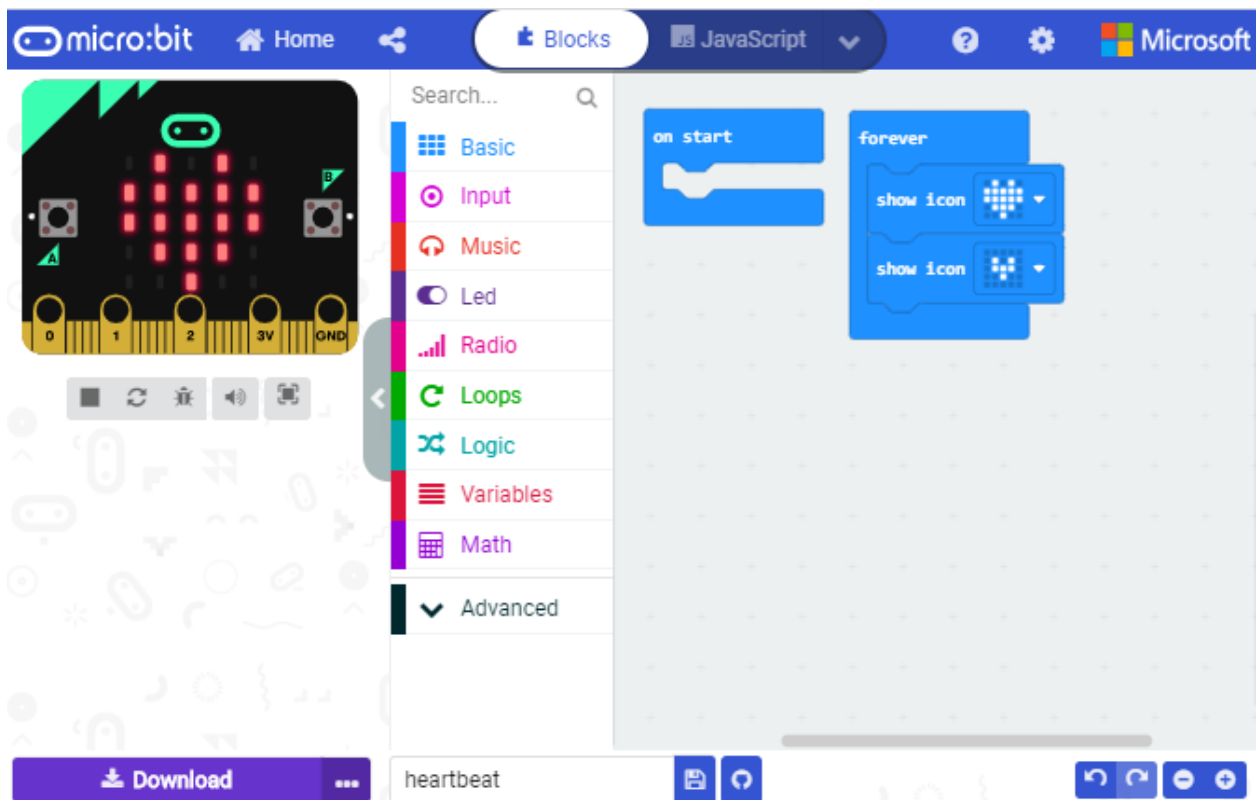 micro:bit Home Blocks JS JavaScript ? Microsoft
Search...
Basic
Input
Music
Led
Radio
Loops
Logic
Variables
Math
Advanced
A
B
0 1 2 3V GND
on start
forever
show icon
show icon
Download ... heartbeat